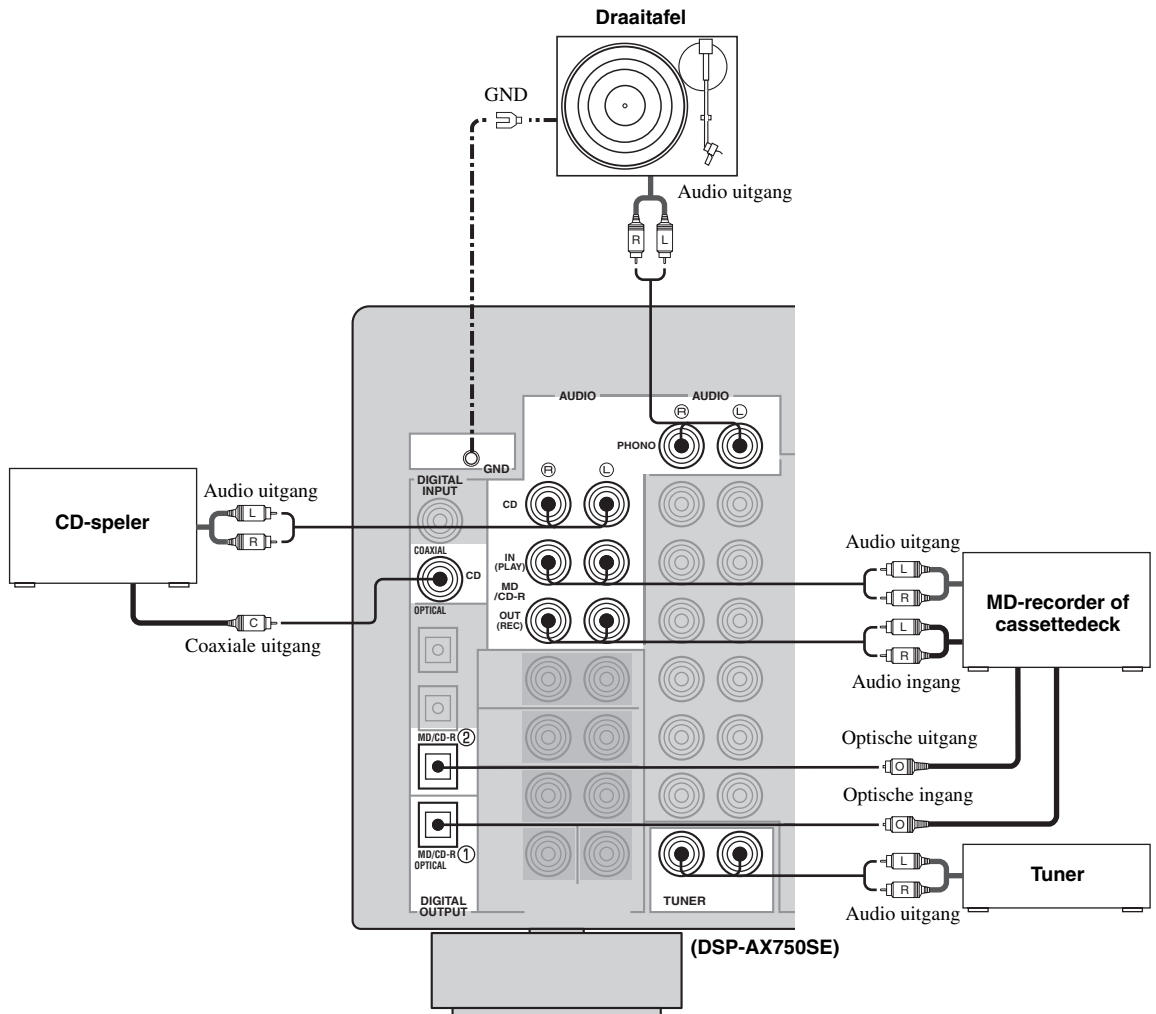 Draaitafel
GND
Audio uitgang
R L
AUDIO AUDIO
R L
PHONO
GND
DIGITAL
INPUT
R L
CD
Audio uitgang
L
R
CD-speler
COAXIAL
CD
IN
(PLAY)
MD
/CD-R
OUT
(REC)
OPTICAL
C
Coaxiale uitgang
Audio uitgang
L
R
L
R
Audio ingang
MD-recorder of
cassettedeck
MD/CD-R ②
Optische uitgang
O
Optische ingang
O
MD/CD-R ①
OPTICAL
DIGITAL
OUTPUT
TUNER
L
R
Audio uitgang
Tuner
(DSP-AX750SE)